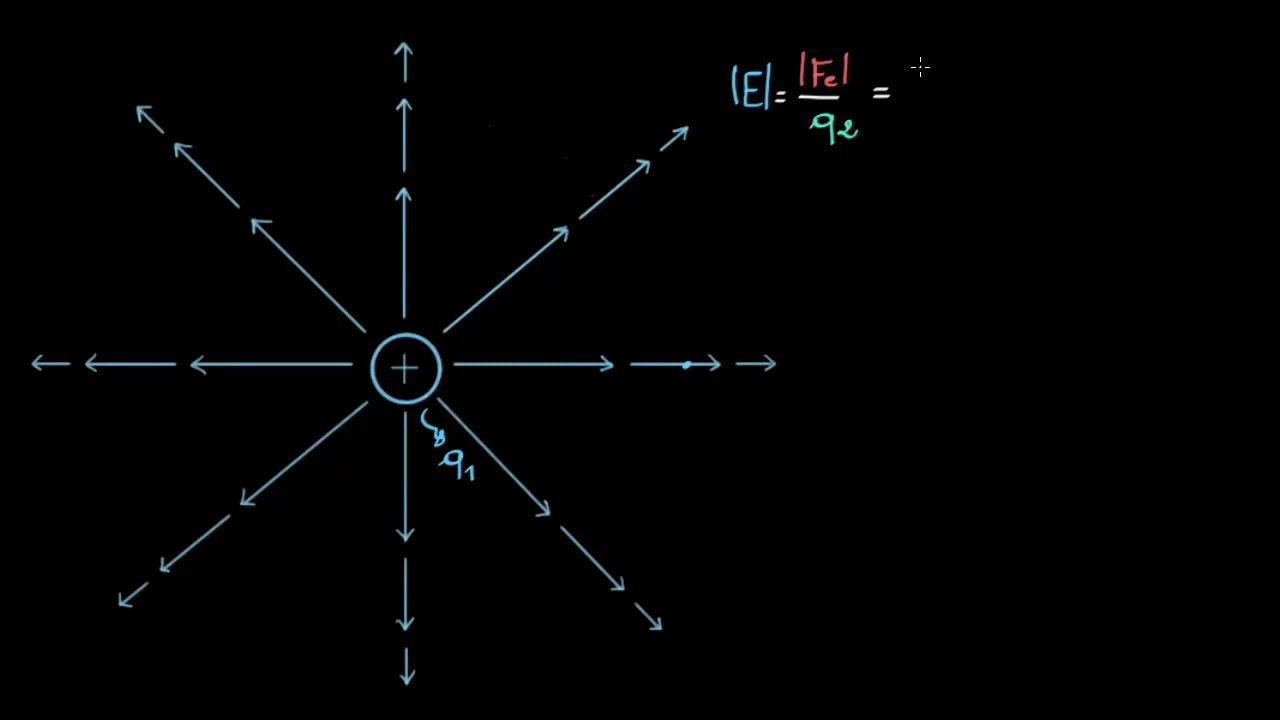 |E| = |Fe| / q2 =
+
q1